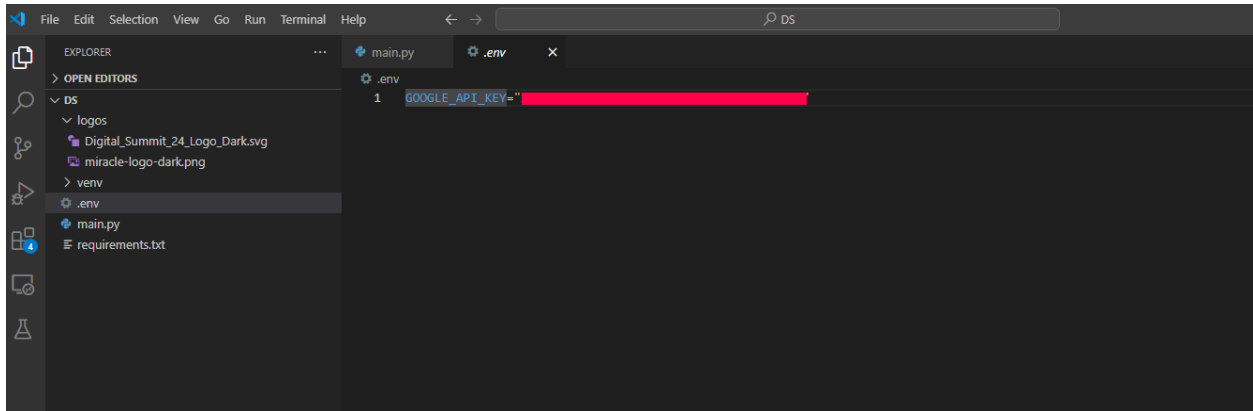 File Edit Selection View Go Run Terminal Help
DS
EXPLORER
OPEN EDITORS
DS
logos
Digital_Summit_24_Logo_Dark.svg
miracle-logo-dark.png
venv
.env
main.py
requirements.txt
4
main.py
.env
.env
1 GOOGLE_API_KEY="